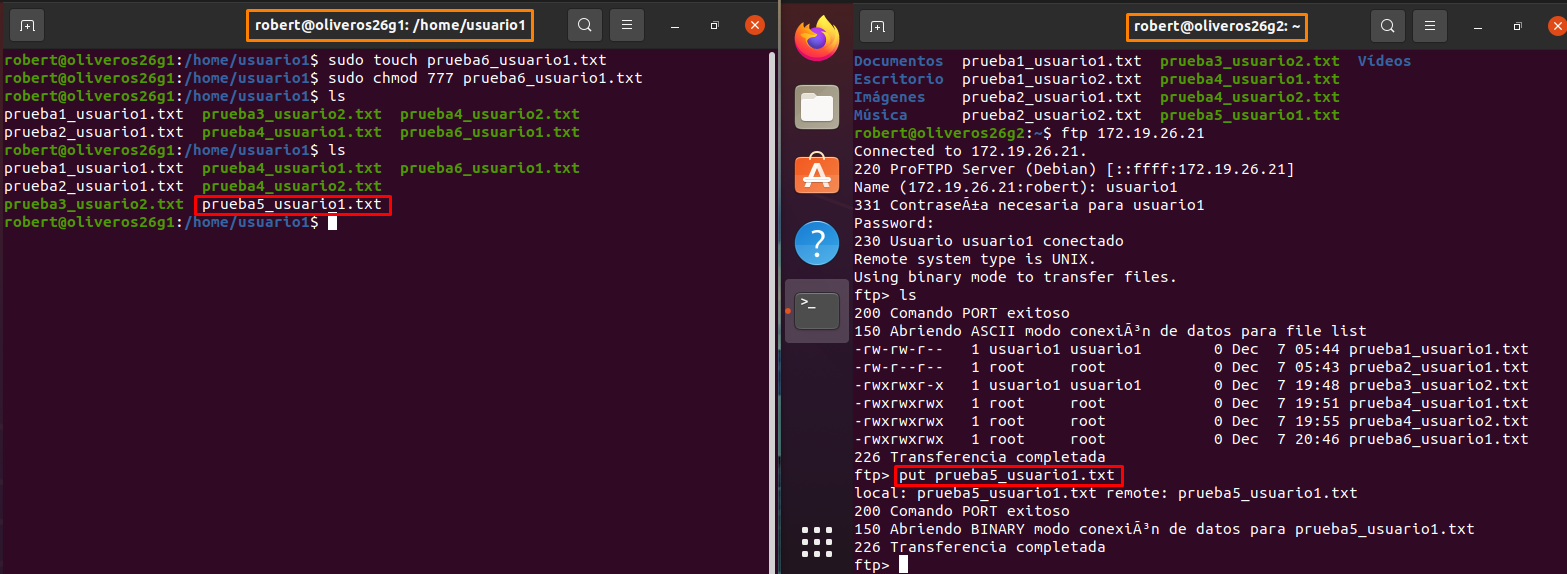 robert@oliveros26g1: /home/usuario1
robert@oliveros26g1:/home/usuario1$ sudo touch prueba6_usuario1.txt
robert@oliveros26g1:/home/usuario1$ sudo chmod 777 prueba6_usuario1.txt
robert@oliveros26g1:/home/usuario1$ ls
prueba1_usuario1.txt  prueba3_usuario2.txt  prueba4_usuario2.txt
prueba2_usuario1.txt  prueba4_usuario1.txt  prueba6_usuario1.txt
robert@oliveros26g1:/home/usuario1$ ls
prueba1_usuario1.txt  prueba4_usuario1.txt  prueba6_usuario1.txt
prueba2_usuario1.txt  prueba4_usuario2.txt
prueba3_usuario2.txt  prueba5_usuario1.txt
robert@oliveros26g1:/home/usuario1$
robert@oliveros26g2: ~
Documentos  prueba1_usuario1.txt  prueba3_usuario2.txt  Vídeos
Escritorio  prueba1_usuario2.txt  prueba4_usuario1.txt
Imágenes    prueba2_usuario1.txt  prueba4_usuario2.txt
Música      prueba2_usuario2.txt  prueba5_usuario1.txt
robert@oliveros26g2:~$ ftp 172.19.26.21
Connected to 172.19.26.21.
220 ProFTPD Server (Debian) [::ffff:172.19.26.21]
Name (172.19.26.21:robert): usuario1
331 ContraseÃ±a necesaria para usuario1
Password:
230 Usuario usuario1 conectado
Remote system type is UNIX.
Using binary mode to transfer files.
ftp> ls
200 Comando PORT exitoso
150 Abriendo ASCII modo conexiÃ³n de datos para file list
-rw-rw-r--   1 usuario1 usuario1        0 Dec  7 05:44 prueba1_usuario1.txt
-rw-r--r--   1 root     root            0 Dec  7 05:43 prueba2_usuario1.txt
-rwxrwxr-x   1 usuario1 usuario1        0 Dec  7 19:48 prueba3_usuario2.txt
-rwxrwxrwx   1 root     root            0 Dec  7 19:51 prueba4_usuario1.txt
-rwxrwxrwx   1 root     root            0 Dec  7 19:55 prueba4_usuario2.txt
-rwxrwxrwx   1 root     root            0 Dec  7 20:46 prueba6_usuario1.txt
226 Transferencia completada
ftp> put prueba5_usuario1.txt
local: prueba5_usuario1.txt remote: prueba5_usuario1.txt
200 Comando PORT exitoso
150 Abriendo BINARY modo conexiÃ³n de datos para prueba5_usuario1.txt
226 Transferencia completada
ftp>